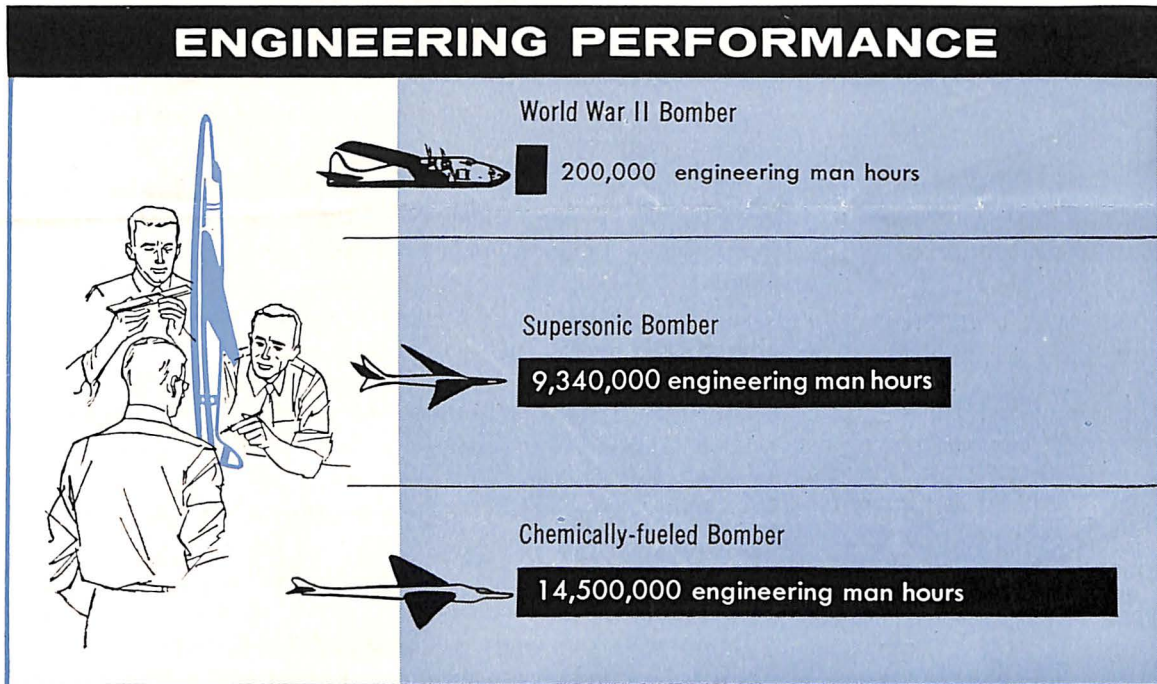 ENGINEERING PERFORMANCE
World War II Bomber
200,000 engineering man hours
Supersonic Bomber
9,340,000 engineering man hours
Chemically-fueled Bomber
14,500,000 engineering man hours